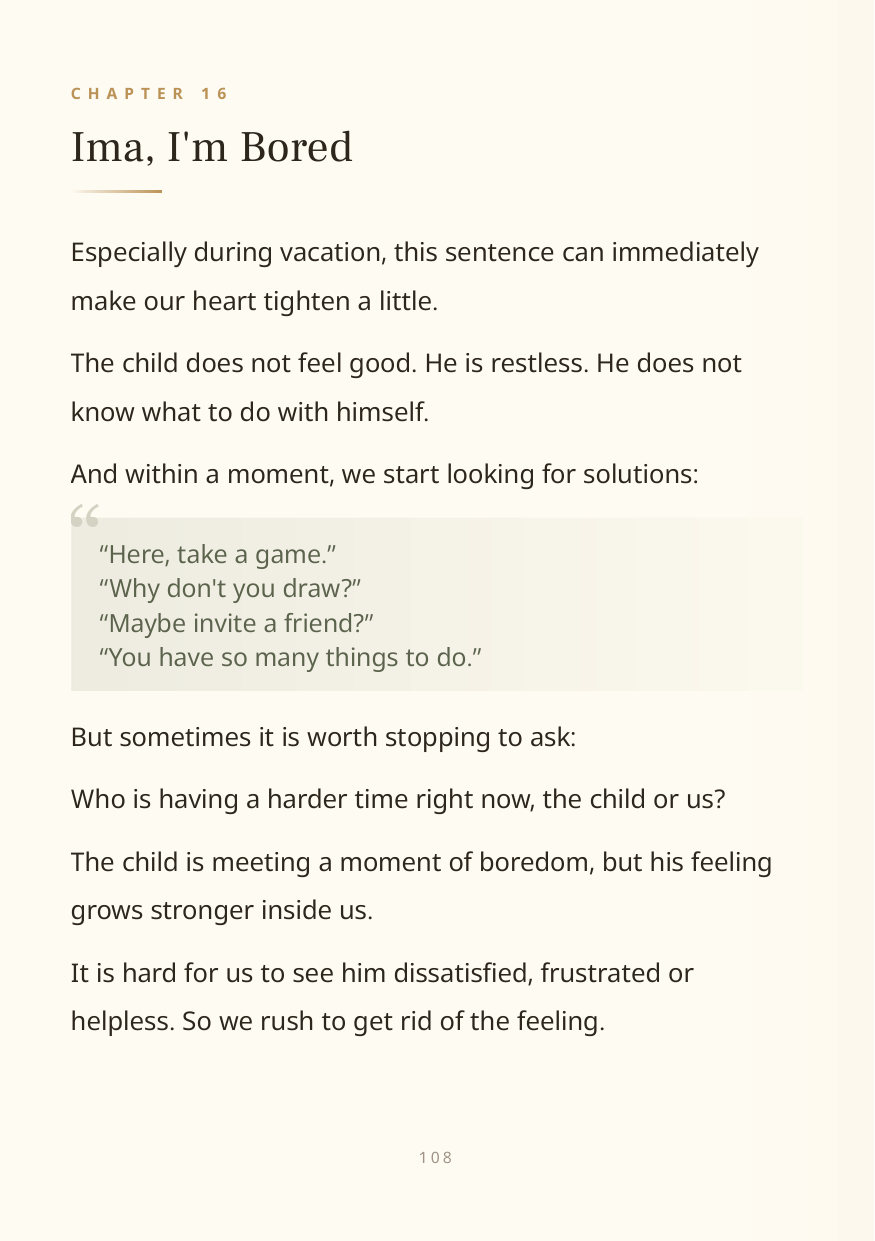 CHAPTER 16
Ima, I'm Bored
Especially during vacation, this sentence can immediately
make our heart tighten a little.
The child does not feel good. He is restless. He does not
know what to do with himself.
And within a moment, we start looking for solutions:
“
“Here, take a game.”
“Why don't you draw?”
“Maybe invite a friend?”
“You have so many things to do.”
But sometimes it is worth stopping to ask:
Who is having a harder time right now, the child or us?
The child is meeting a moment of boredom, but his feeling
grows stronger inside us.
It is hard for us to see him dissatisfied, frustrated or
helpless. So we rush to get rid of the feeling.
108